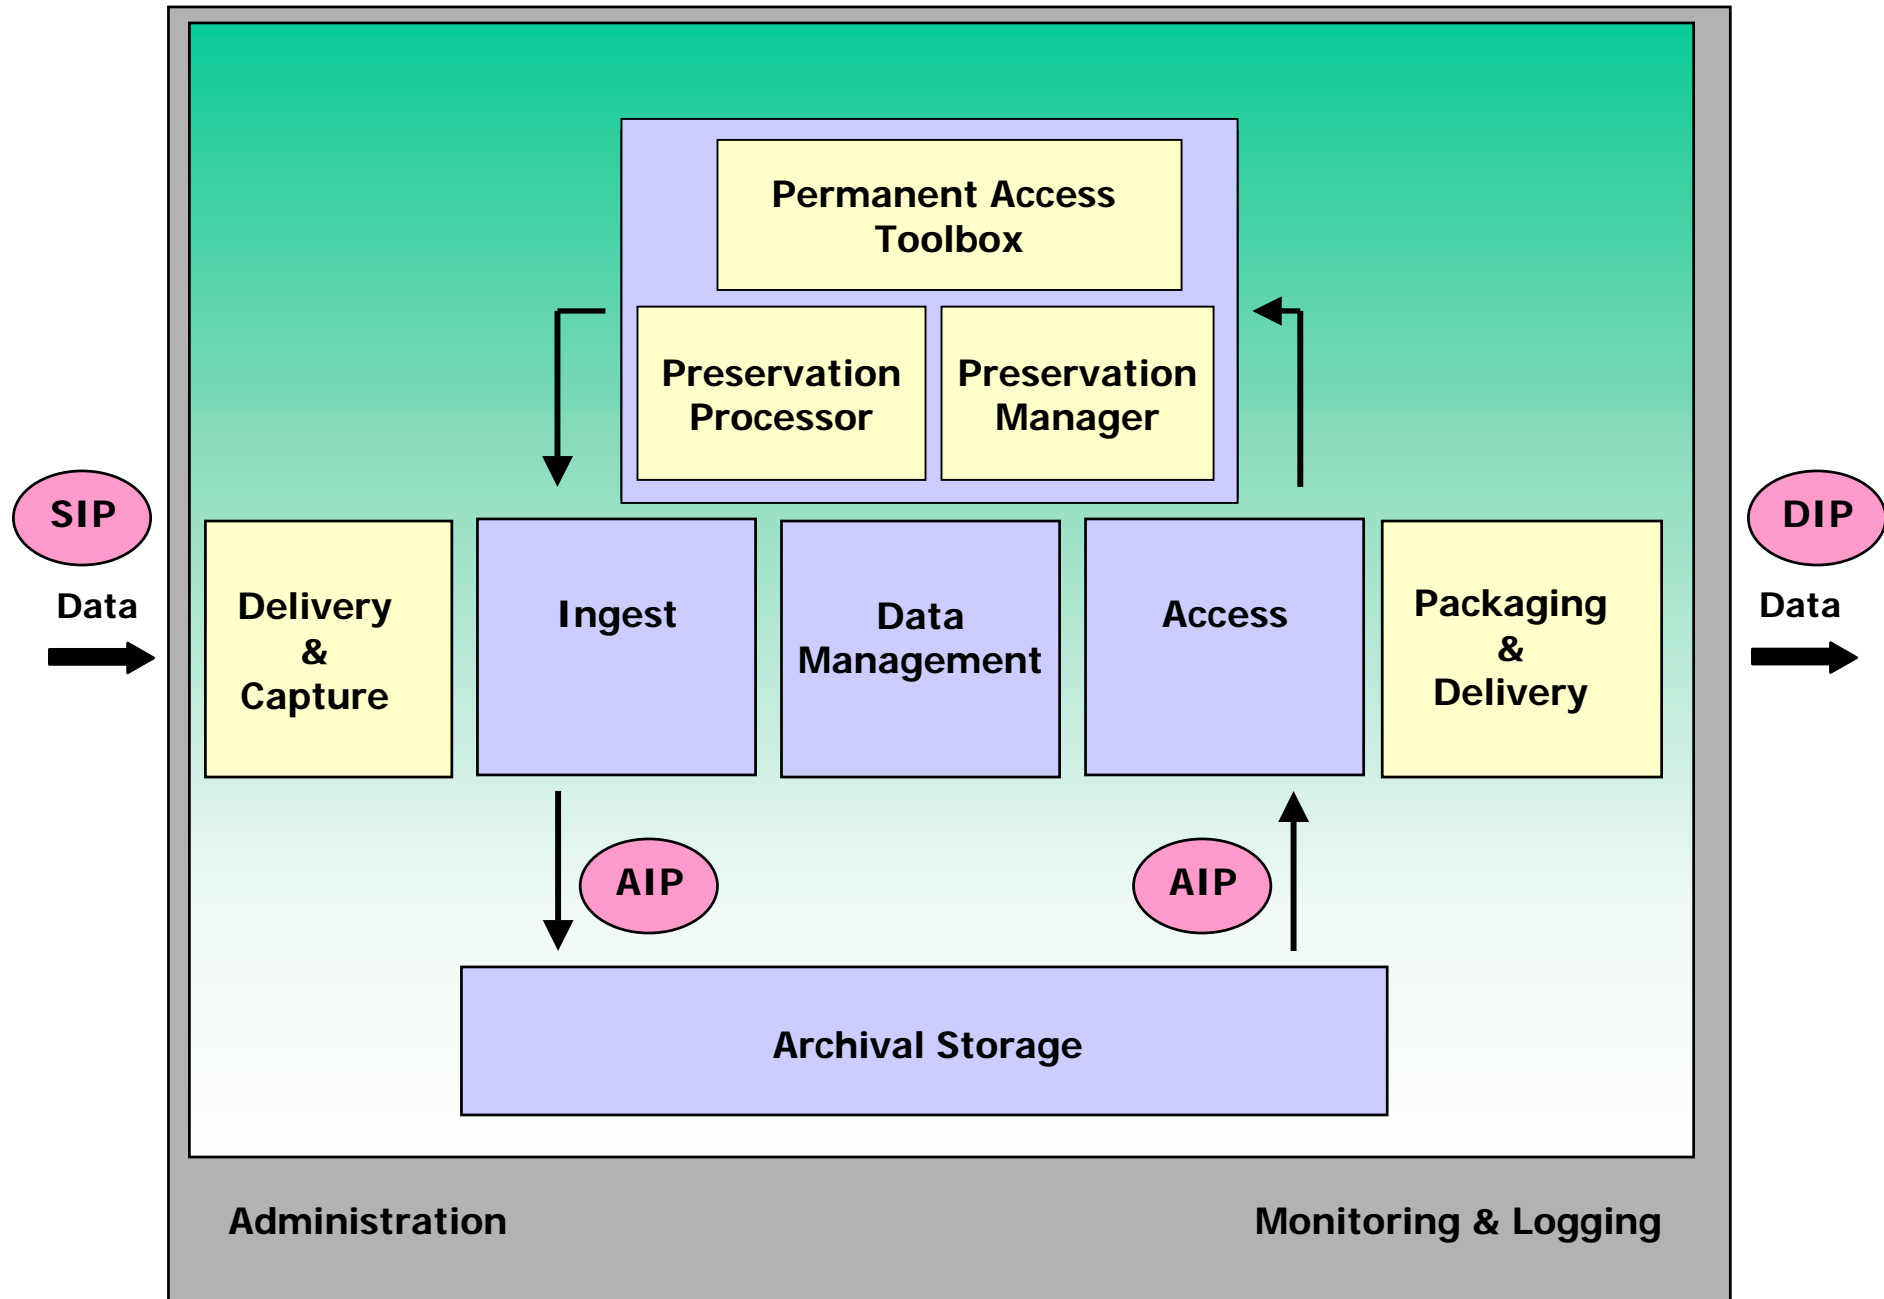 Permanent Access
Toolbox
Preservation
Processor
Preservation
Manager
SIP
Data
Delivery
&
Capture
Ingest
Data
Management
Access
Packaging
&
Delivery
DIP
Data
AIP
AIP
Archival Storage
Administration
Monitoring & Logging